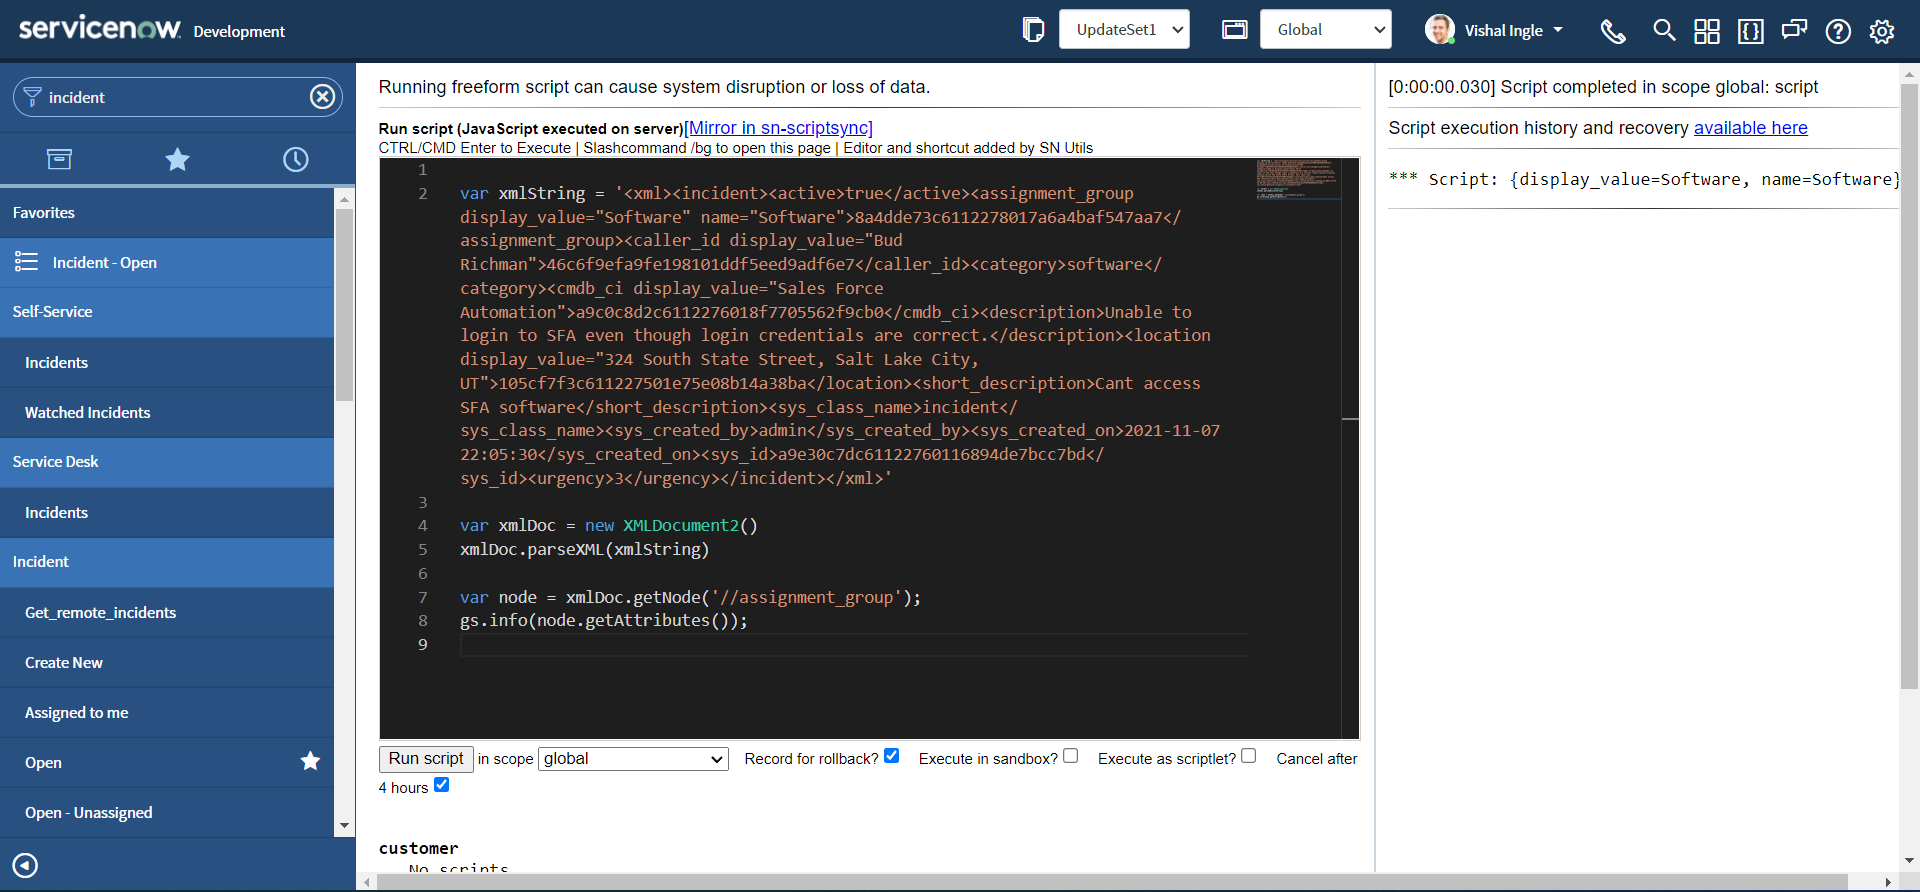 servicenow. Development
UpdateSet1
Global
Vishal Ingle
incident
Favorites
Incident - Open
Self-Service
Incidents
Watched Incidents
Service Desk
Incidents
Incident
Get_remote_incidents
Create New
Assigned to me
Open
Open - Unassigned
Running freeform script can cause system disruption or loss of data.
Run script (JavaScript executed on server)[Mirror in sn-scriptsync]
CTRL/CMD Enter to Execute | Slashcommand /bg to open this page | Editor and shortcut added by SN Utils
1
2 var xmlString = '<xml><incident><active>true</active><assignment_group
display_value="Software" name="Software">8a4dde73c6112278017a6a4baf547aa7</
assignment_group><caller_id display_value="Bud
Richman">46c6f9efa9fe198101ddf5eed9adf6e7</caller_id><category>software</
category><cmdb_ci display_value="Sales Force
Automation">a9c0c8d2c6112276018f7705562f9cb0</cmdb_ci><description>Unable to
login to SFA even though login credentials are correct.</description><location
display_value="324 South State Street, Salt Lake City,
UT">105cf7f3c611227501e75e08b14a38ba</location><short_description>Cant access
SFA software</short_description><sys_class_name>incident</
sys_class_name><sys_created_by>admin</sys_created_by><sys_created_on>2021-11-07
22:05:30</sys_created_on><sys_id>a9e30c7dc61122760116894de7bcc7bd</
sys_id><urgency>3</urgency></incident></xml>'
3
4 var xmlDoc = new XMLDocument2()
5 xmlDoc.parseXML(xmlString)
6
7 var node = xmlDoc.getNode('//assignment_group');
8 gs.info(node.getAttributes());
9
Run script in scope global Record for rollback? Execute in sandbox? Execute as scriptlet? Cancel after
4 hours
customer
No scripts
[0:00:00.030] Script completed in scope global: script
Script execution history and recovery available here
*** Script: {display_value=Software, name=Software}